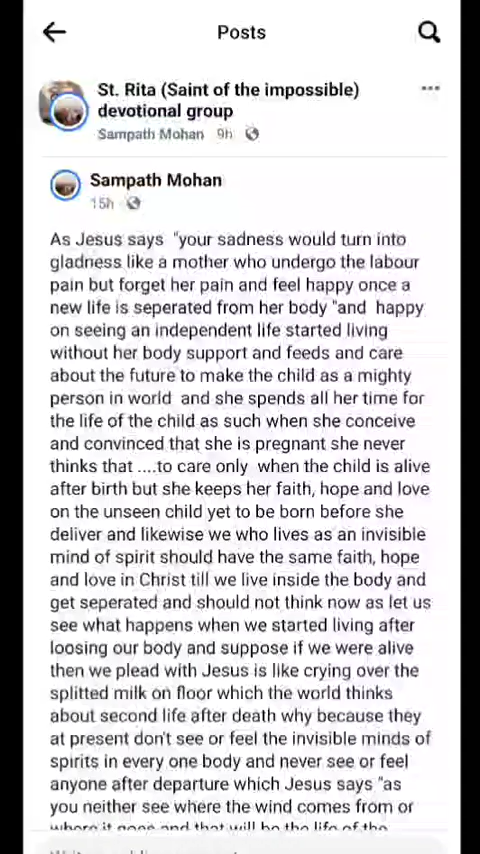 Posts
St. Rita (Saint of the impossible)
devotional group
Sampath Mohan 9h
Sampath Mohan
15h
As Jesus says "your sadness would turn into
gladness like a mother who undergo the labour
pain but forget her pain and feel happy once a
new life is seperated from her body "and happy
on seeing an independent life started living
without her body support and feeds and care
about the future to make the child as a mighty
person in world and she spends all her time for
the life of the child as such when she conceive
and convinced that she is pregnant she never
thinks that ....to care only when the child is alive
after birth but she keeps her faith, hope and love
on the unseen child yet to be born before she
deliver and likewise we who lives as an invisible
mind of spirit should have the same faith, hope
and love in Christ till we live inside the body and
get seperated and should not think now as let us
see what happens when we started living after
loosing our body and suppose if we were alive
then we plead with Jesus is like crying over the
splitted milk on floor which the world thinks
about second life after death why because they
at present don't see or feel the invisible minds of
spirits in every one body and never see or feel
anyone after departure which Jesus says "as
you neither see where the wind comes from or
where it goes and that will be the life of the